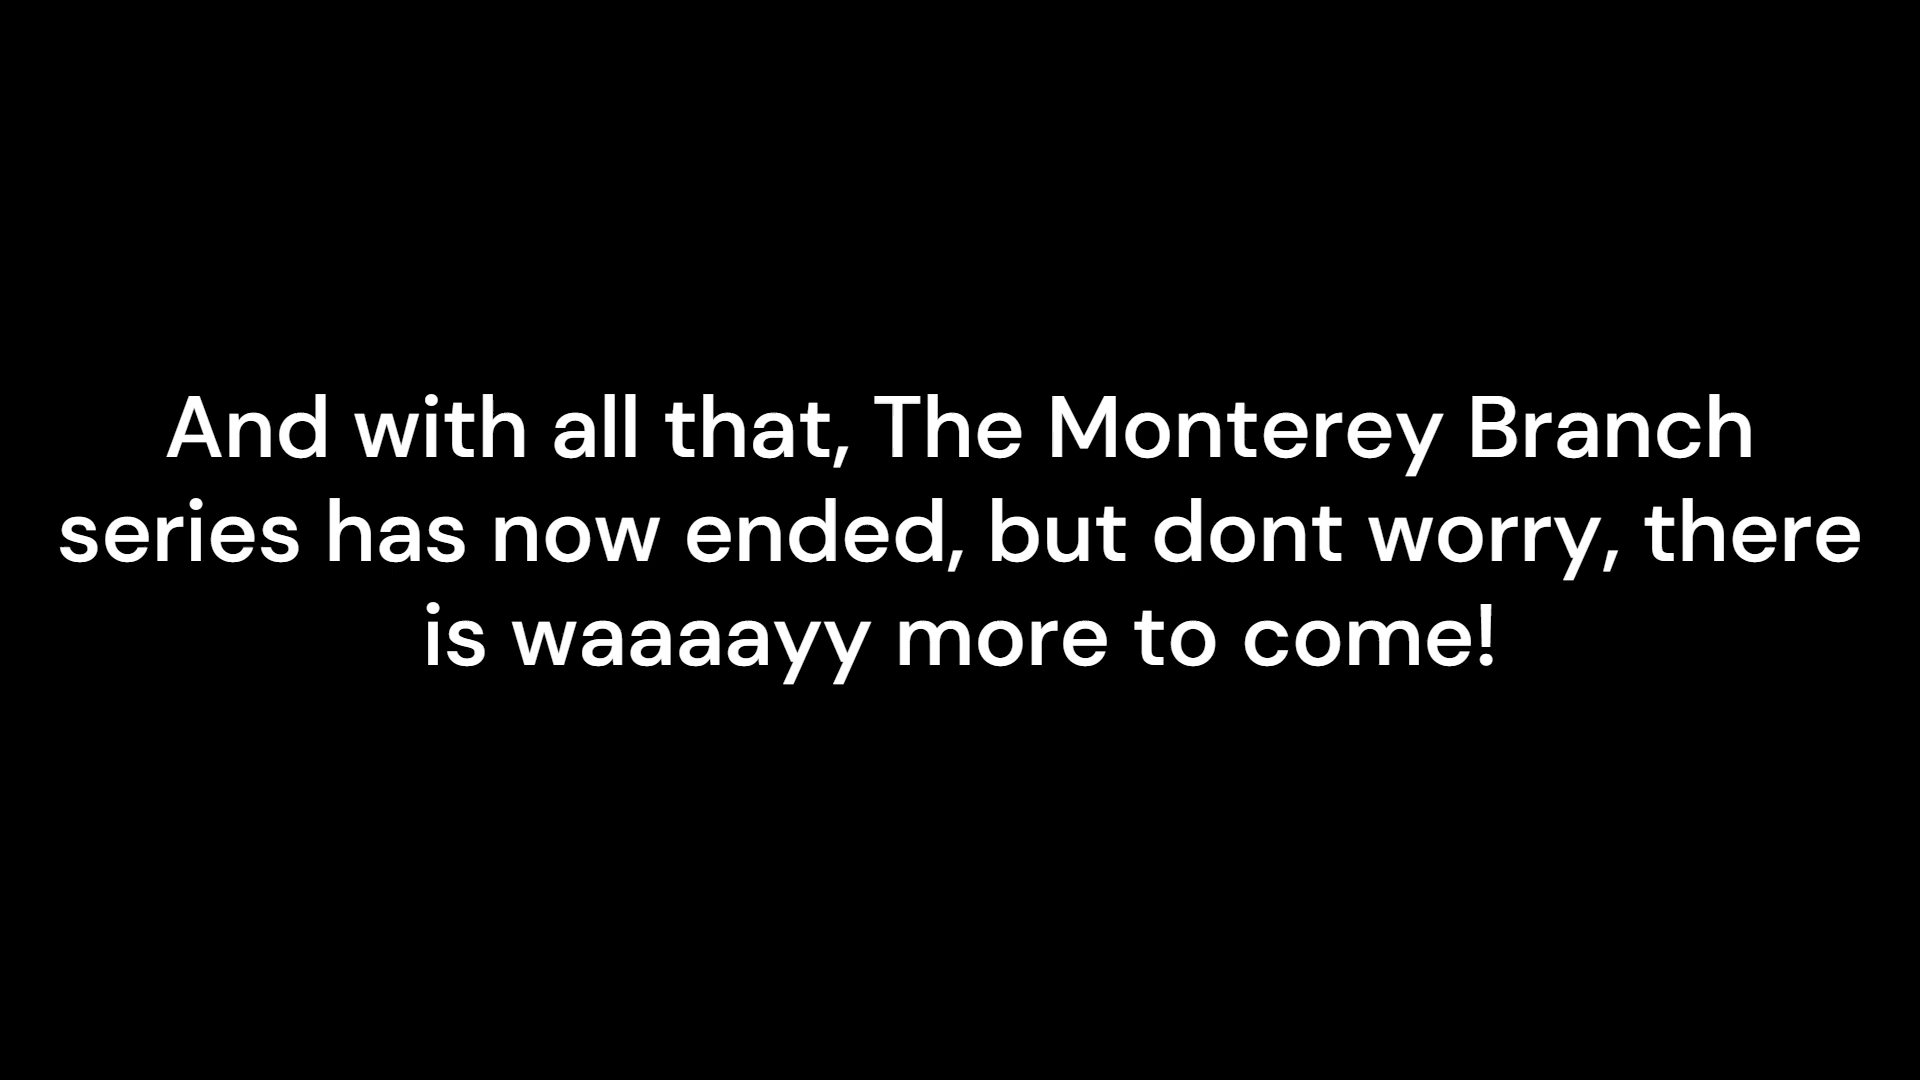 And with all that, The Monterey Branch
series has now ended, but dont worry, there
is waaaayy more to come!